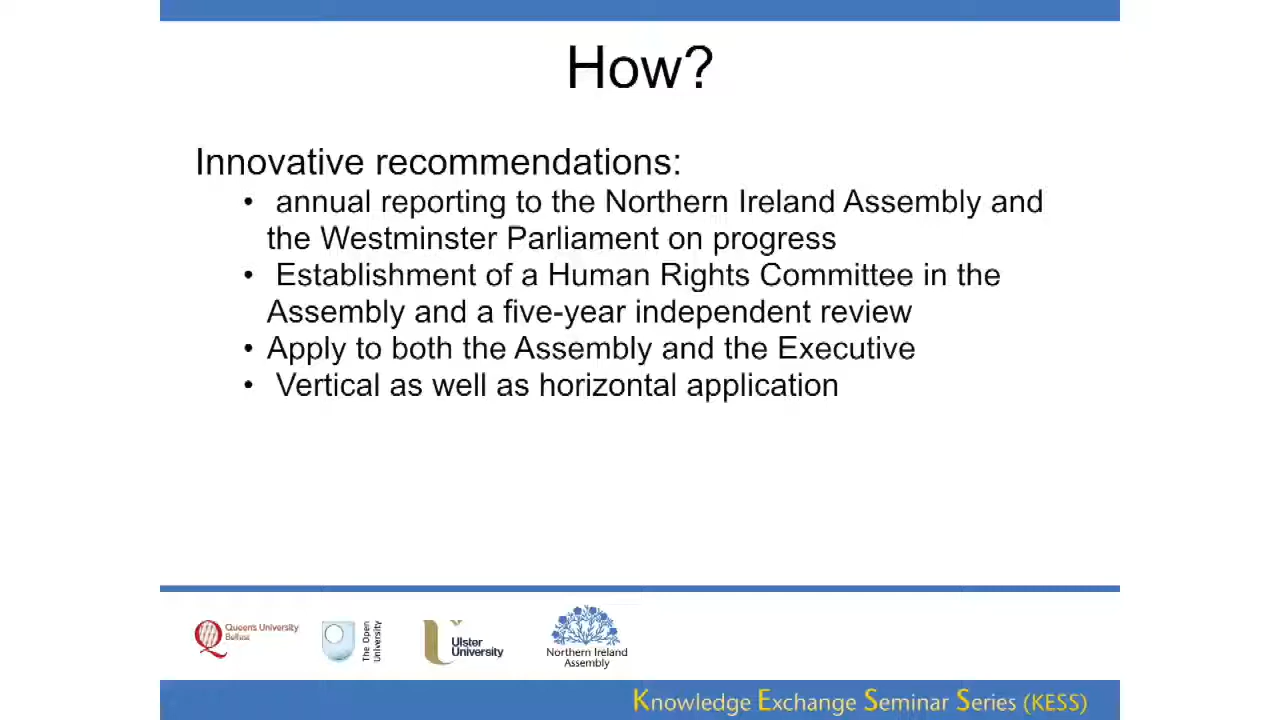 How?
Innovative recommendations:
• annual reporting to the Northern Ireland Assembly and
the Westminster Parliament on progress
• Establishment of a Human Rights Committee in the
Assembly and a five-year independent review
• Apply to both the Assembly and the Executive
• Vertical as well as horizontal application
Queen's University
Belfast
The Open
University
Ulster
University
Northern Ireland
Assembly
Knowledge Exchange Seminar Series (KESS)